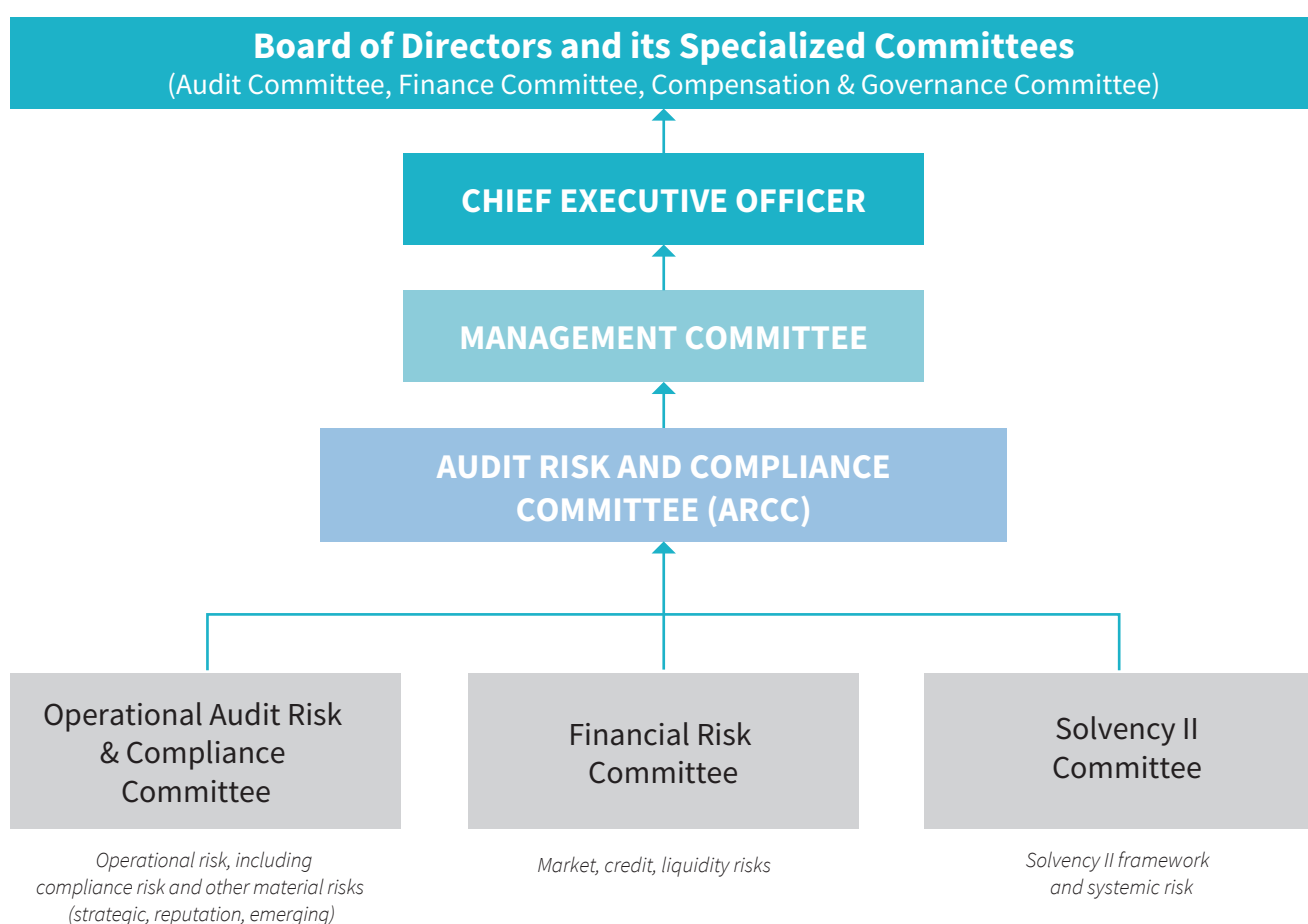 Board of Directors and its Specialized Committees
(Audit Committee, Finance Committee, Compensation & Governance Committee)
CHIEF EXECUTIVE OFFICER
MANAGEMENT COMMITTEE
AUDIT RISK AND COMPLIANCE
COMMITTEE (ARCC)
Operational Audit Risk
& Compliance
Committee
Operational risk, including
compliance risk and other material risks
(strategic, reputation, emerging)
Financial Risk
Committee
Market, credit, liquidity risks
Solvency II
Committee
Solvency II framework
and systemic risk